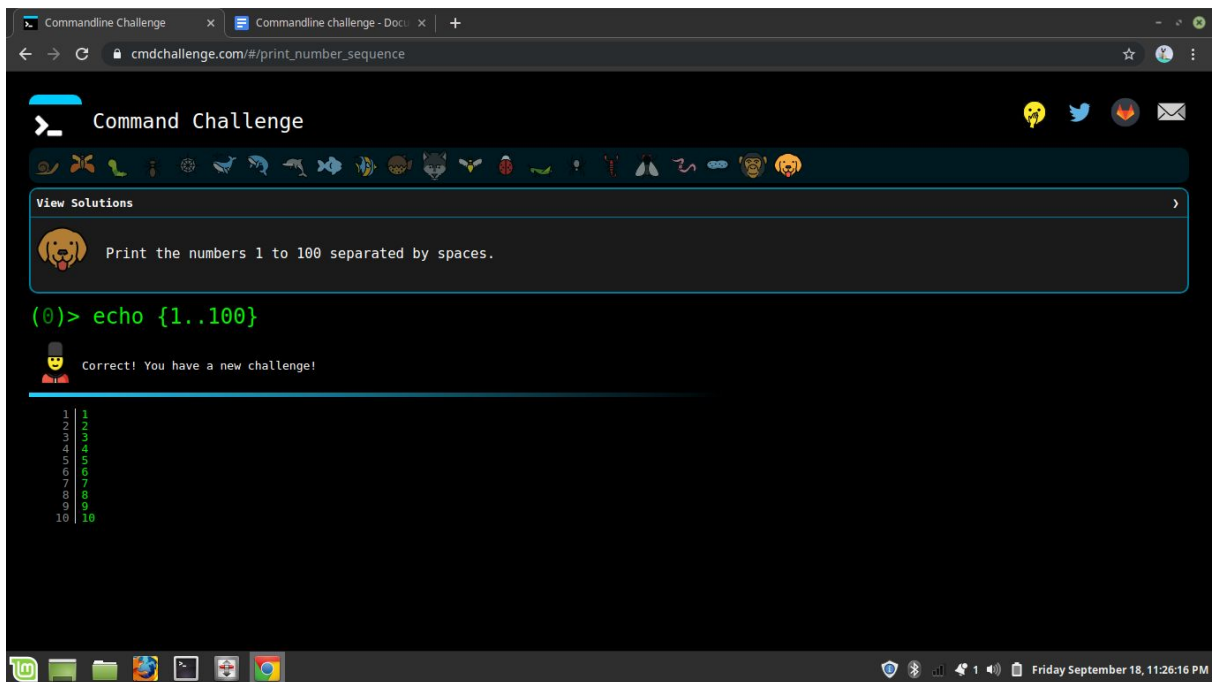 Commandline Challenge
Commandline challenge - Docu
cmdchallenge.com/#/print_number_sequence
Command Challenge
View Solutions
Print the numbers 1 to 100 separated by spaces.
(0)> echo {1..100}
Correct! You have a new challenge!
1 1
2 2
3 3
4 4
5 5
6 6
7 7
8 8
9 9
10 10
1 Friday September 18, 11:26:16 PM